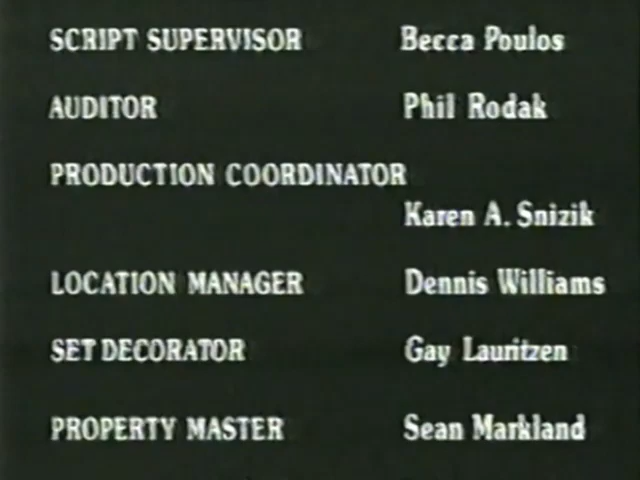 SCRIPT SUPERVISOR Becca Poulos
AUDITOR Phil Rodak
PRODUCTION COORDINATOR
Karen A. Snizik
LOCATION MANAGER Dennis Williams
SET DECORATOR Gay Lauritzen
PROPERTY MASTER Sean Markland